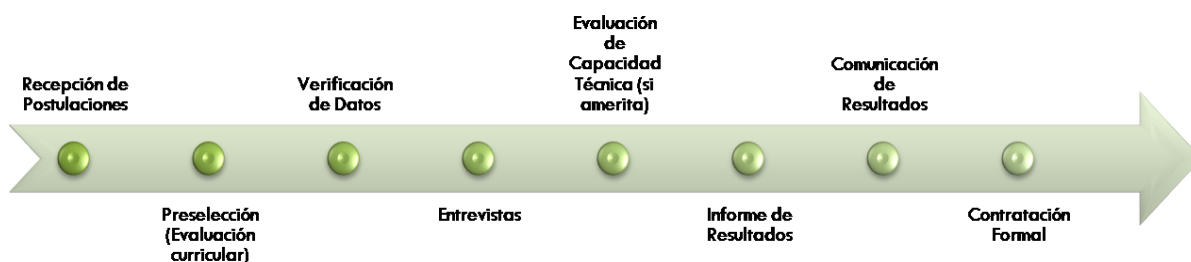 Recepción de
Postulaciones
Preselección
(Evaluación
curricular)
Verificación
de Datos
Entrevistas
Evaluación
de
Capacidad
Técnica (si
amerita)
Informe de
Resultados
Comunicación
de
Resultados
Contratación
Formal